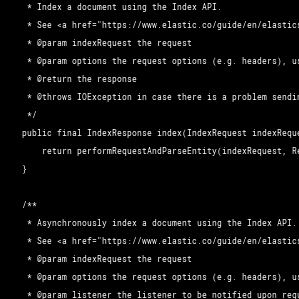 * Index a document using the Index API.
* See <a href="https://www.elastic.co/guide/en/elastics
* @param indexRequest the request
* @param options the request options (e.g. headers), us
* @return the response
* @throws IOException in case there is a problem sendin
*/
public final IndexResponse index(IndexRequest indexReque
return performRequestAndParseEntity(indexRequest, Re
}
/**
* Asynchronously index a document using the Index API.
* See <a href="https://www.elastic.co/guide/en/elastics
* @param indexRequest the request
* @param options the request options (e.g. headers), us
* @param listener the listener to be notified upon requ